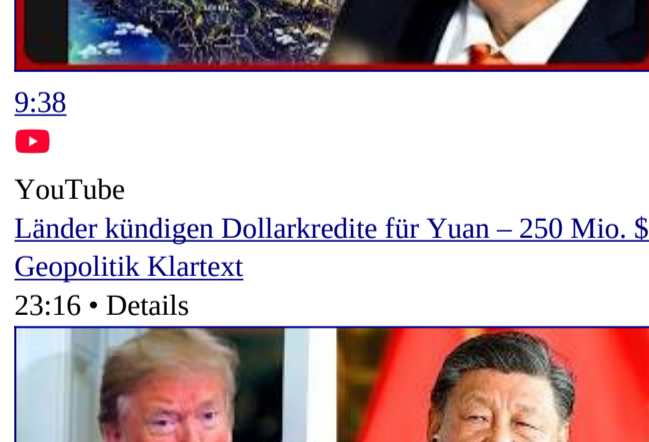 9:38
YouTube
Länder kündigen Dollarkredite für Yuan – 250 Mio. $
Geopolitik Klartext
23:16 • Details